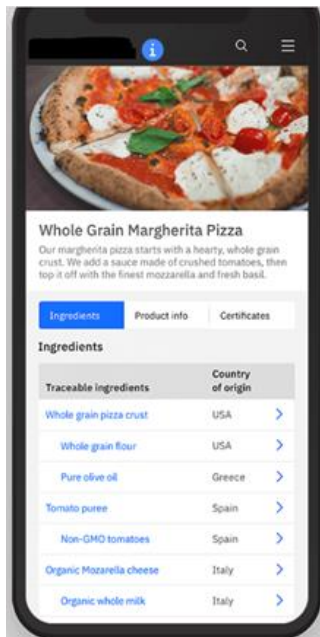 i
Whole Grain Margherita Pizza
Our margherita pizza starts with a hearty, whole grain
crust. We add a sauce made of crushed tomatoes, then
top it off with the finest mozzarella and fresh basil.
Ingredients Product info Certificates
Ingredients
Traceable ingredients Country of origin
Whole grain pizza crust USA
Whole grain flour USA
Pure olive oil Greece
Tomato puree Spain
Non-GMO tomatoes Spain
Organic Mozarella cheese Italy
Organic whole milk Italy